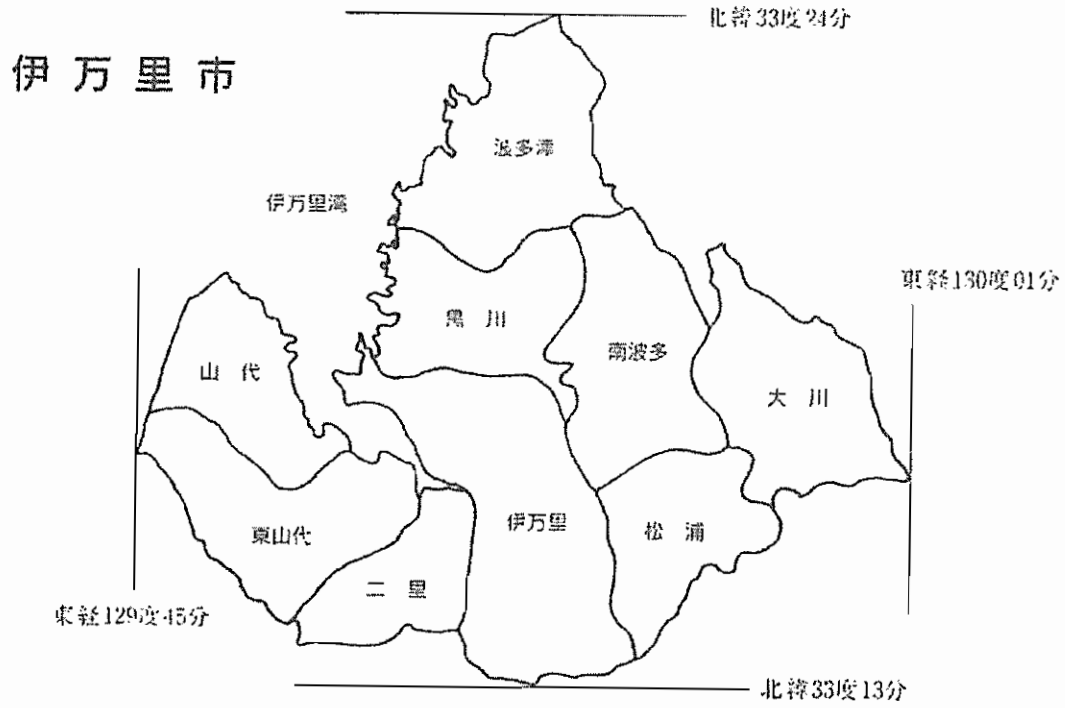 北緯33度24分
伊万里市
波多津
伊万里湾
東経130度01分
黒川
南波多
山代
大川
伊万里
松浦
東山代
二里
東経129度45分
北緯33度13分